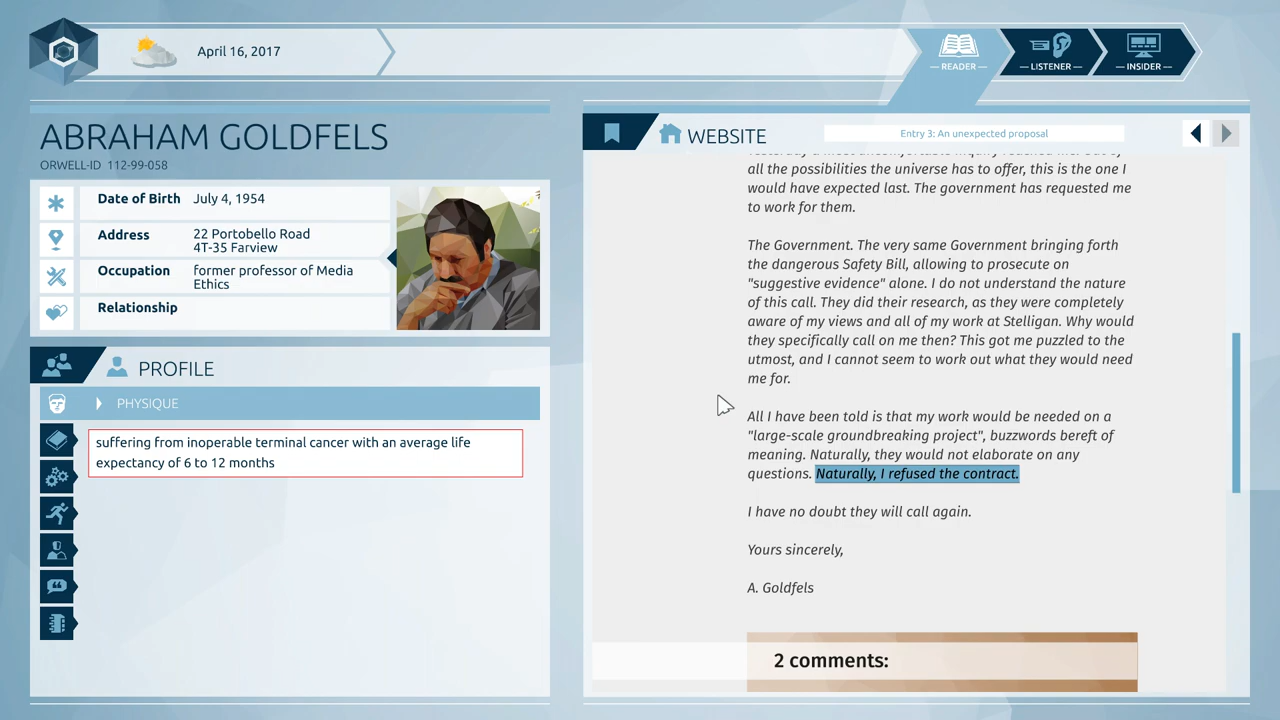 April 16, 2017
— READER —
— LISTENER —
— INSIDER —
ABRAHAM GOLDFELS
ORWELL-ID 112-99-058
Date of Birth July 4, 1954
Address 22 Portobello Road
4T-35 Farview
Occupation former professor of Media
Ethics
Relationship
PROFILE
PHYSIQUE
suffering from inoperable terminal cancer with an average life
expectancy of 6 to 12 months
WEBSITE
Entry 3: An unexpected proposal
all the possibilities the universe has to offer, this is the one I
would have expected last. The government has requested me
to work for them.
The Government. The very same Government bringing forth
the dangerous Safety Bill, allowing to prosecute on
"suggestive evidence" alone. I do not understand the nature
of this call. They did their research, as they were completely
aware of my views and all of my work at Stelligan. Why would
they specifically call on me then? This got me puzzled to the
utmost, and I cannot seem to work out what they would need
me for.
All I have been told is that my work would be needed on a
"large-scale groundbreaking project", buzzwords bereft of
meaning. Naturally, they would not elaborate on any
questions. Naturally, I refused the contract.
I have no doubt they will call again.
Yours sincerely,
A. Goldfels
2 comments: